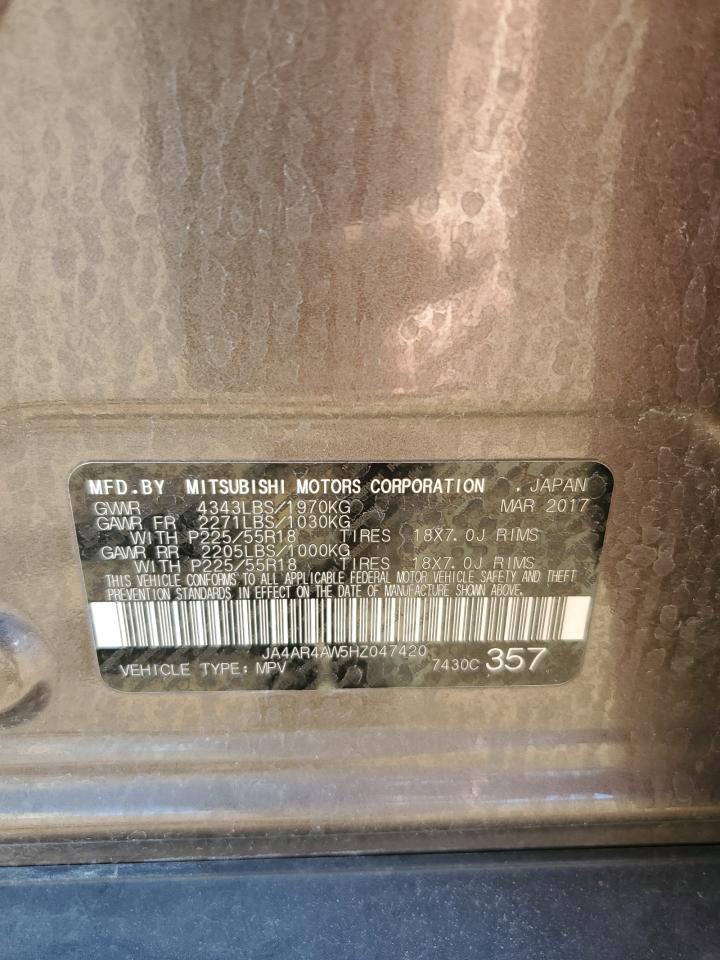 MFD.BY MITSUBISHI MOTORS CORPORATION , JAPAN
GVWR 4343LBS/1970KG MAR 2017
GAWR FR 2271LBS/1030KG
WITH P225/55R18 TIRES 18X7.0J RIMS
GAWR RR 2205LBS/1000KG
WITH P225/55R18 TIRES 18X7.0J RIMS
THIS VEHICLE CONFORMS TO ALL APPLICABLE FEDERAL MOTOR VEHICLE SAFETY AND THEFT
PREVENTION STANDARDS IN EFFECT ON THE DATE OF MANUFACTURE SHOWN ABOVE.
JA4AR4AW5HZ047420
VEHICLE TYPE: MPV 7430C 357